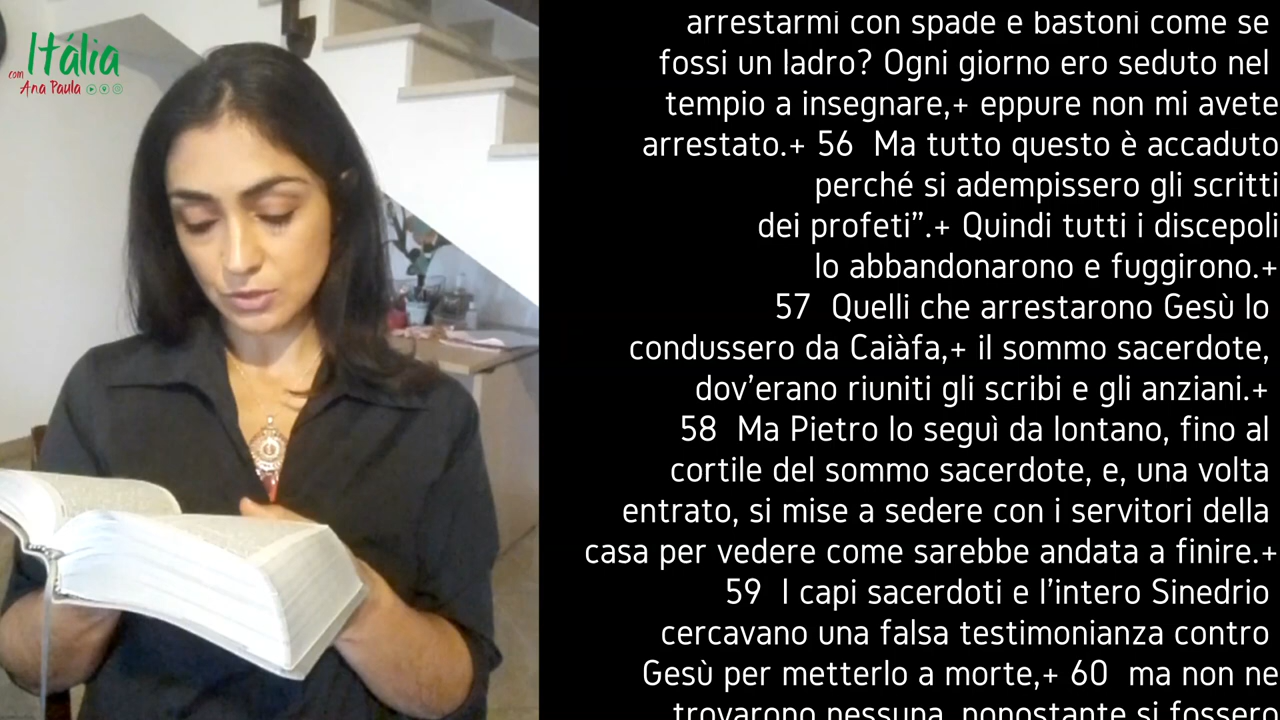 Itália
com
Ana Paula
arrestarmi con spade e bastoni come se
fossi un ladro? Ogni giorno ero seduto nel
tempio a insegnare,+ eppure non mi avete
arrestato.+ 56 Ma tutto questo è accaduto
perché si adempissero gli scritti
dei profeti”.+ Quindi tutti i discepoli
lo abbandonarono e fuggirono.+
57 Quelli che arrestarono Gesù lo
condussero da Caiàfa,+ il sommo sacerdote,
dov’erano riuniti gli scribi e gli anziani.+
58 Ma Pietro lo seguì da lontano, fino al
cortile del sommo sacerdote, e, una volta
entrato, si mise a sedere con i servitori della
casa per vedere come sarebbe andata a finire.+
59 I capi sacerdoti e l’intero Sinedrio
cercavano una falsa testimonianza contro
Gesù per metterlo a morte,+ 60 ma non ne
trovarono nessuna, nonostante si fossero